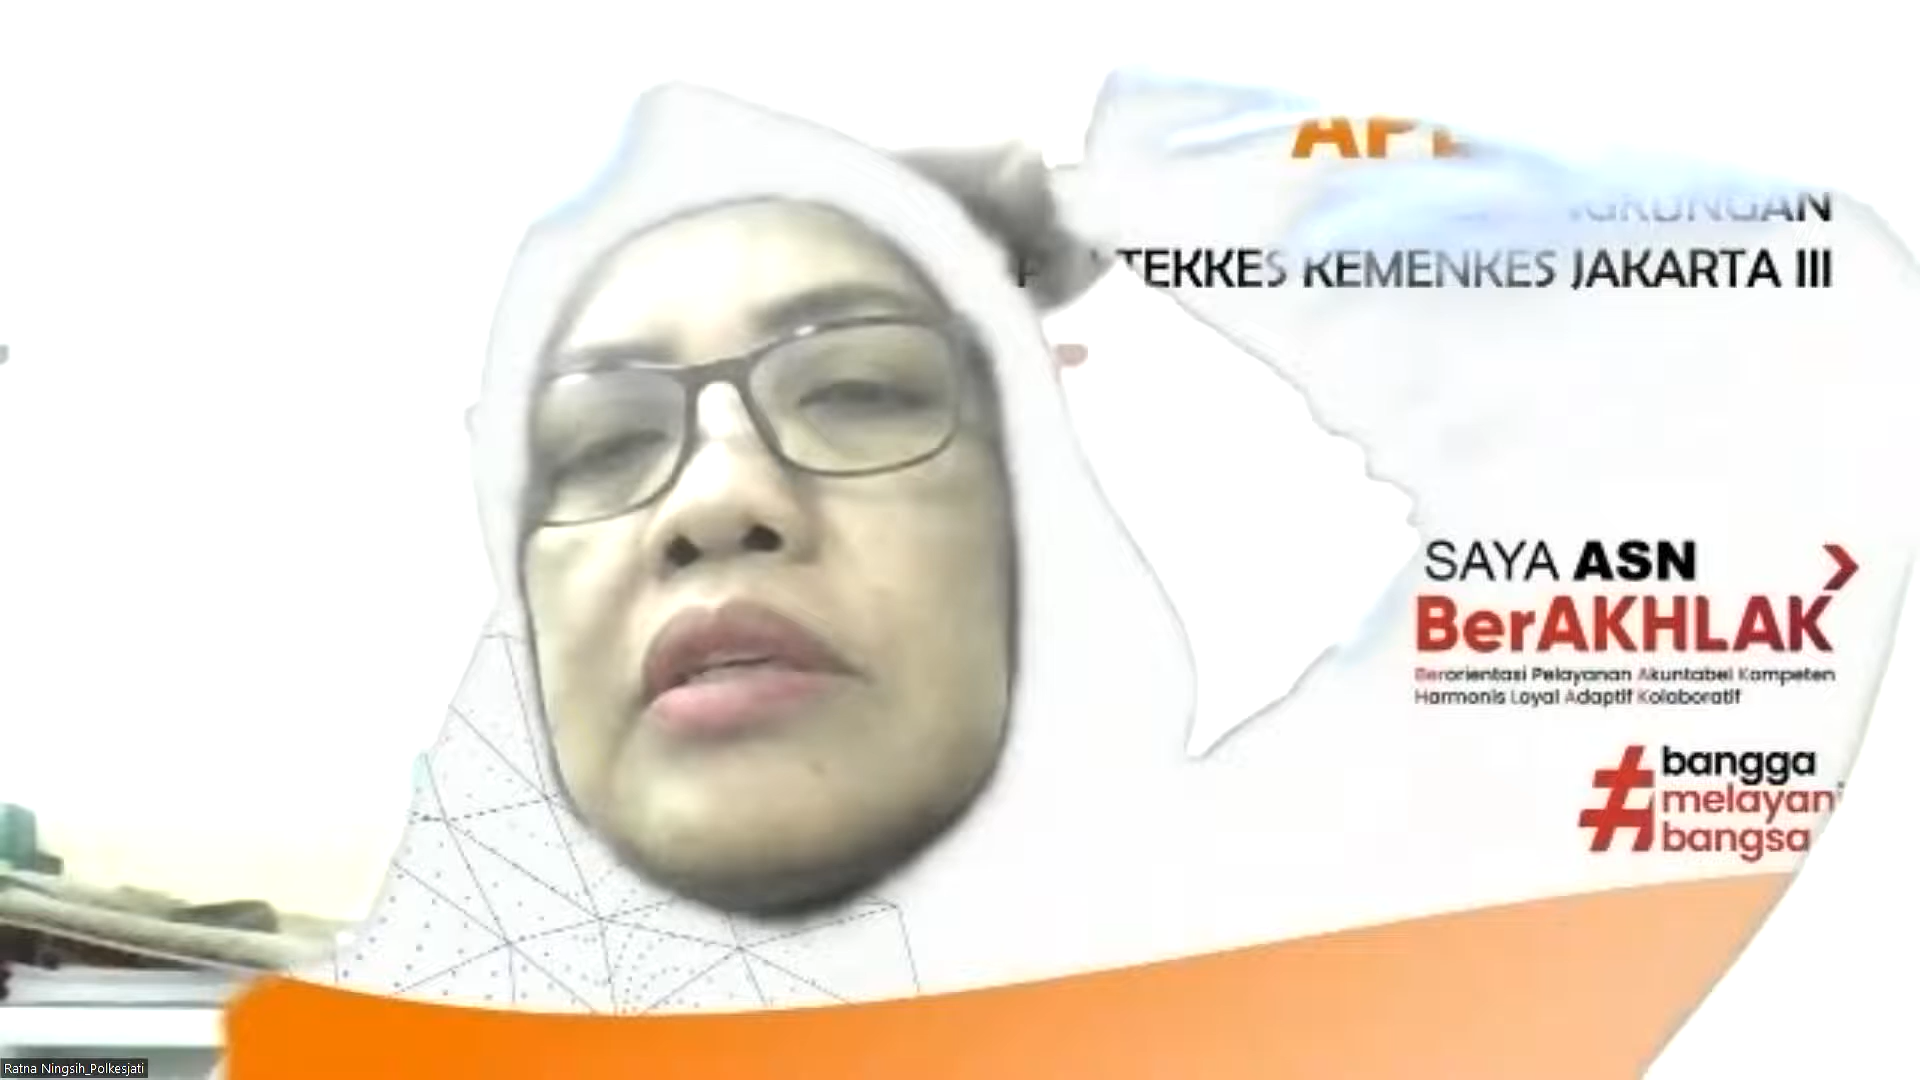 TEKKES KEMENKES JAKARTA III
SAYA ASN
BerAKHLAK
Berorientasi Pelayanan Akuntabel Kompeten
Harmonis Loyal Adaptif Kolaboratif
#bangga
melayani
bangsa
Ratna Ningsih_Polkesjati